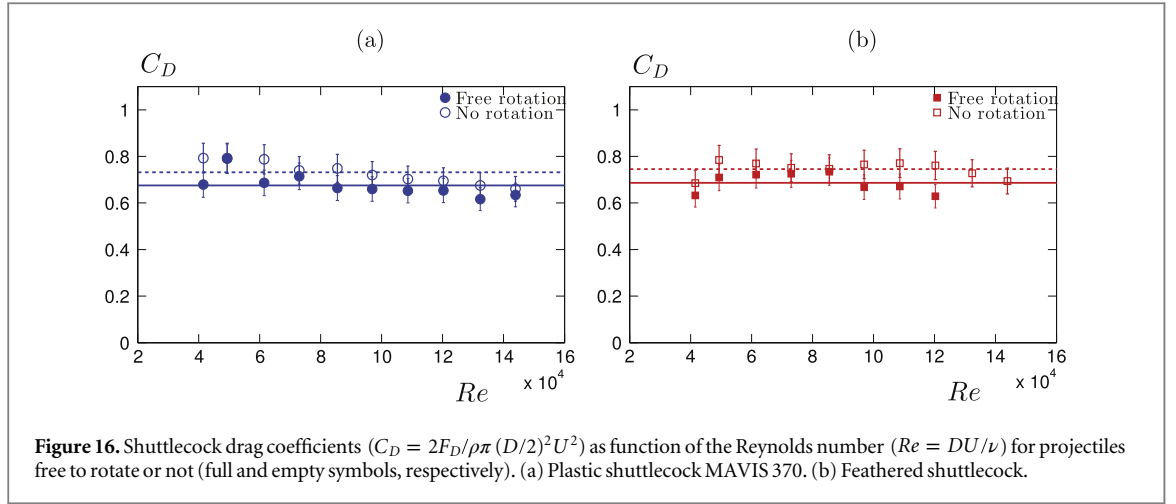 (a)
C_D
1
0.8
0.6
0.4
0.2
0
2 4 6 8 10 12 14 16
x 10^4
Re
Free rotation
No rotation
(b)
C_D
1
0.8
0.6
0.4
0.2
0
2 4 6 8 10 12 14 16
x 10^4
Re
Free rotation
No rotation
Figure 16. Shuttlecock drag coefficients (C_D = 2F_D/ρπ (D/2)^2U^2) as function of the Reynolds number (Re = DU/ν) for projectiles
free to rotate or not (full and empty symbols, respectively). (a) Plastic shuttlecock MAVIS 370. (b) Feathered shuttlecock.